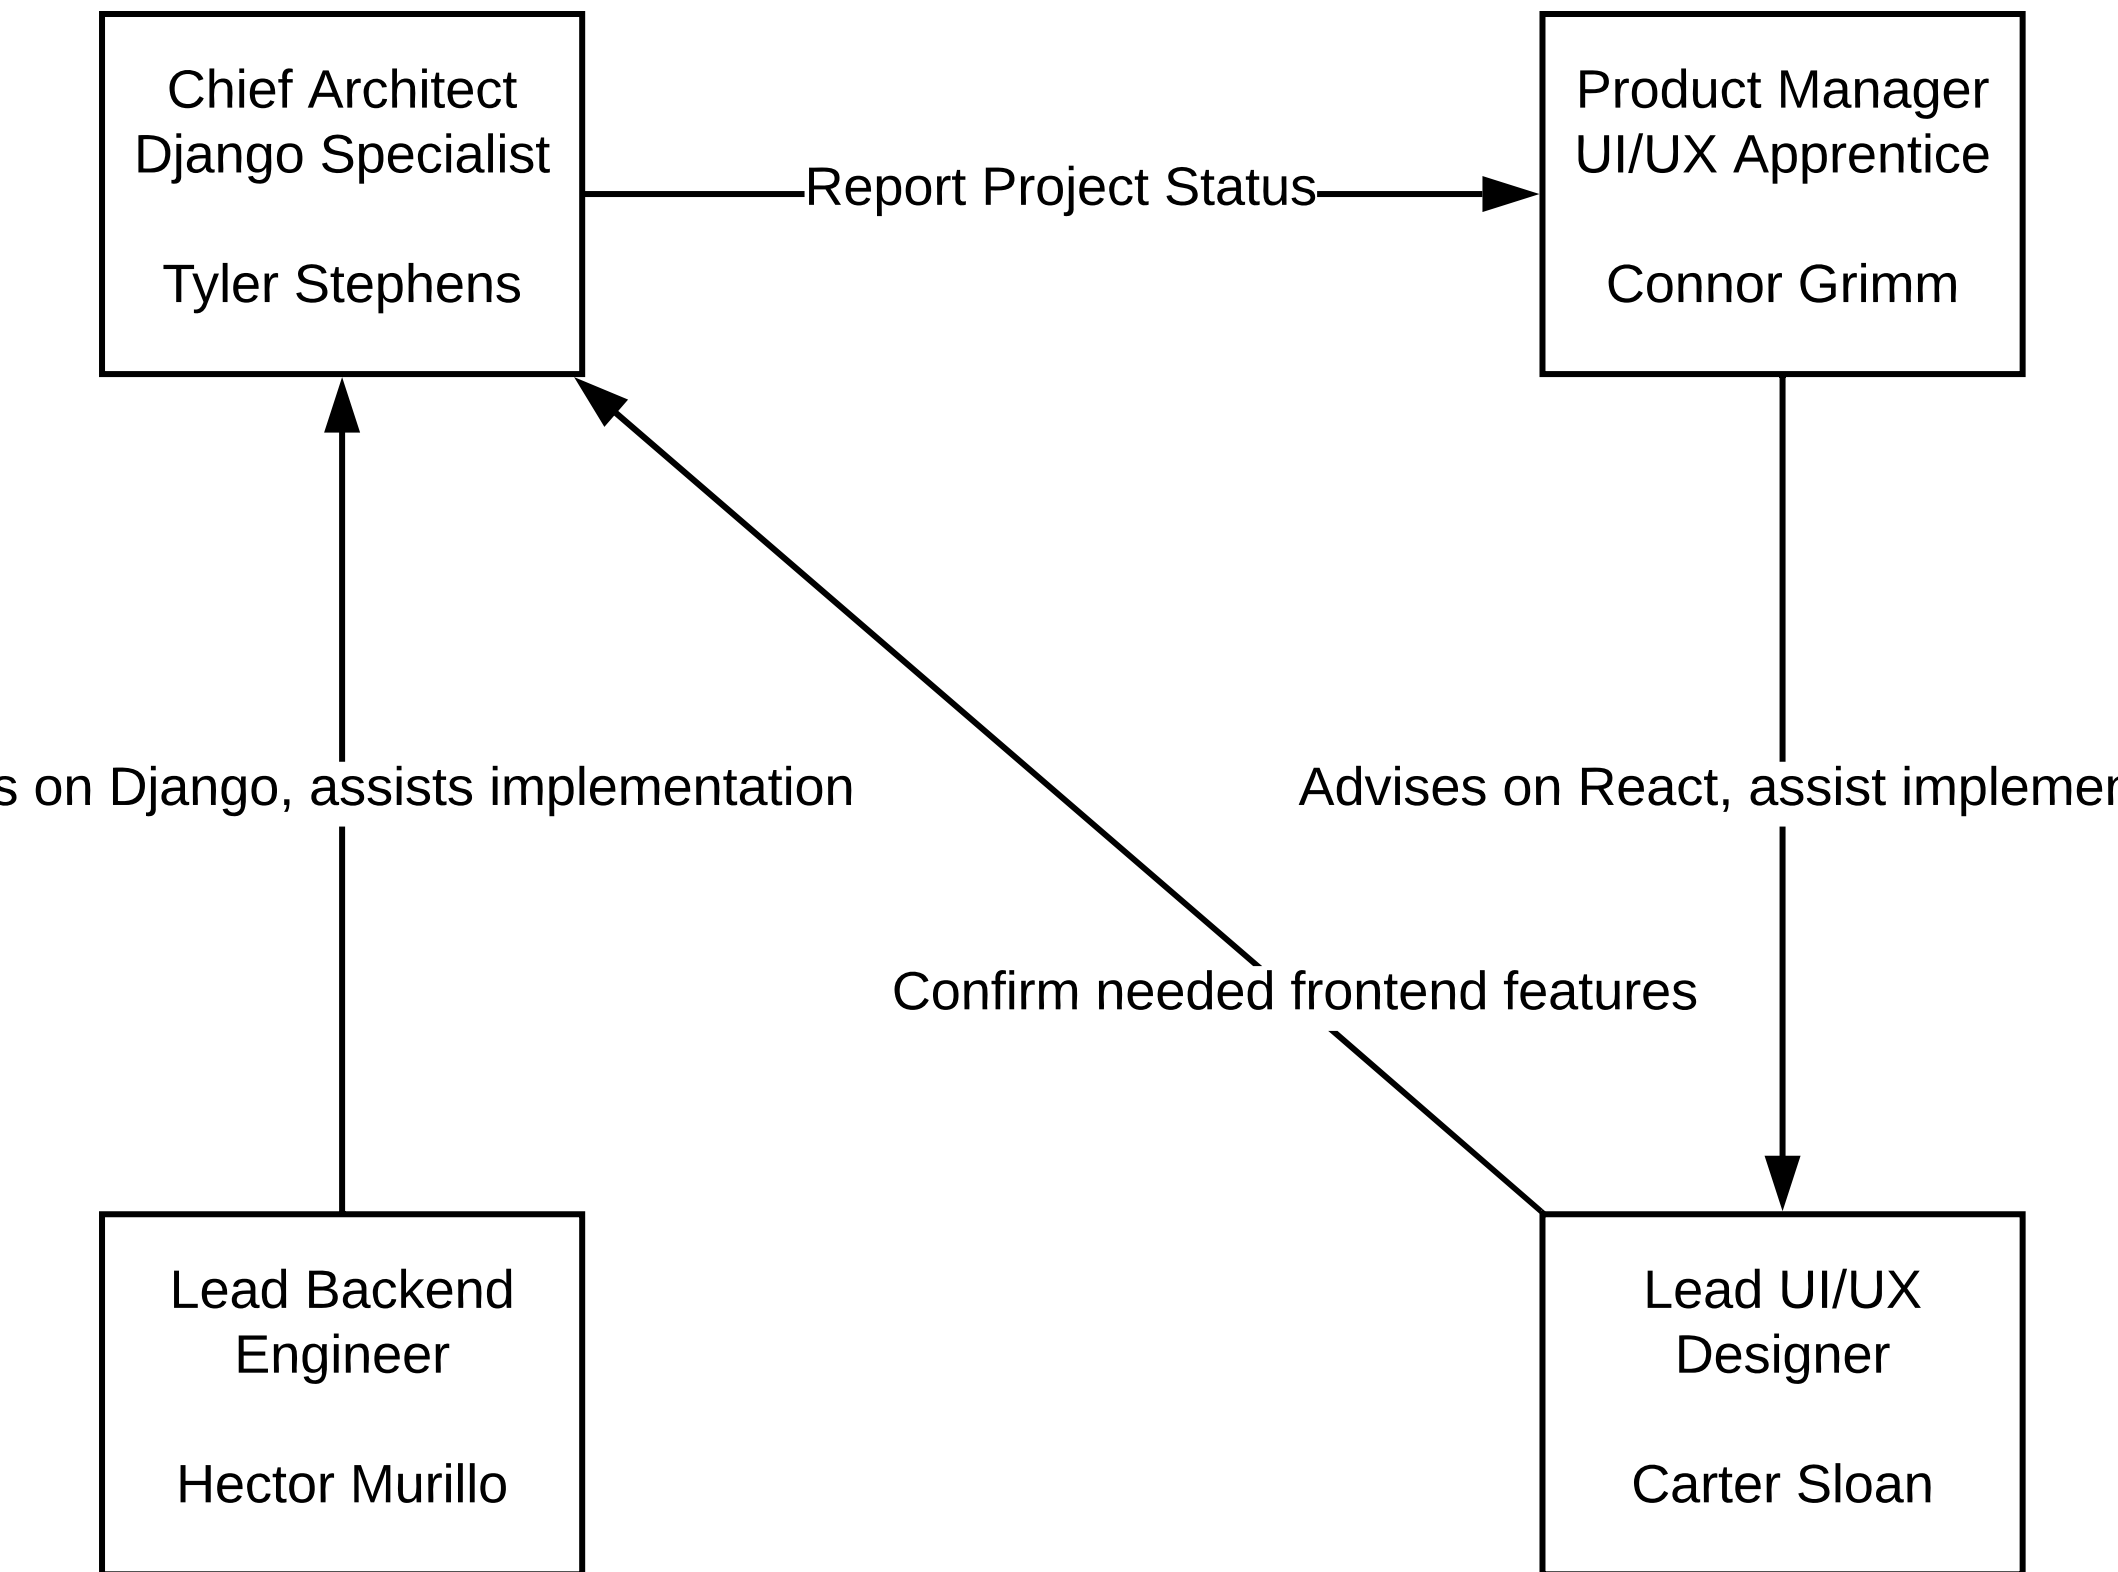 Chief Architect
Django Specialist
Tyler Stephens
Report Project Status
Product Manager
UI/UX Apprentice
Connor Grimm
on Django, assists implementation
Advises on React, assist
Confirm needed frontend features
Lead Backend
Engineer
Hector Murillo
Lead UI/UX
Designer
Carter Sloan